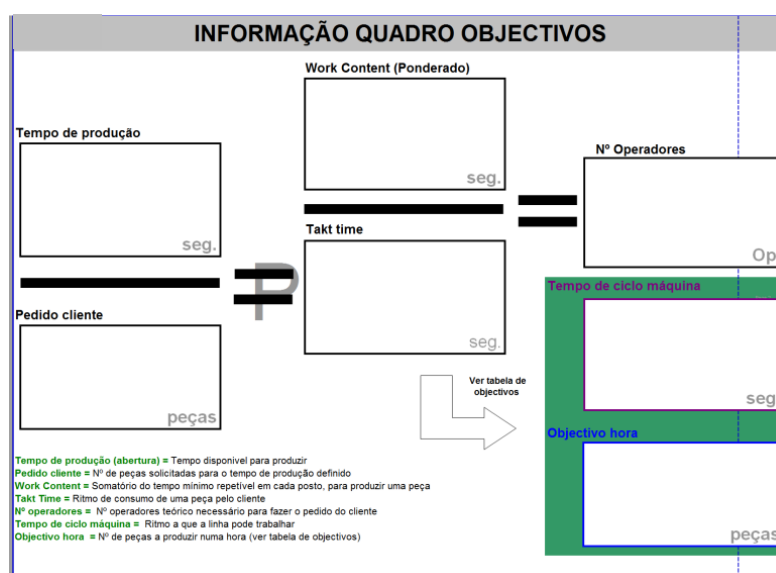 INFORMAÇÃO QUADRO OBJECTIVOS
Work Content (Ponderado)
seg.
Tempo de produção
seg.
Takt time
seg.
Nº Operadores
Op
P
Pedido cliente
peças
Tempo de ciclo máquina
seg
Ver tabela de
objectivos
Objectivo hora
peças
Tempo de produção (abertura) = Tempo disponivel para produzir
Pedido cliente = Nº de peças solicitadas para o tempo de produção definido
Work Content = Somatório do tempo mínimo repetível em cada posto, para produzir uma peça
Takt Time = Ritmo de consumo de uma peça pelo cliente
Nº operadores = Nº operadores teórico necessário para fazer o pedido do cliente
Tempo de ciclo máquina = Ritmo a que a linha pode trabalhar
Objectivo hora = Nº de peças a produzir numa hora (ver tabela de objectivos)